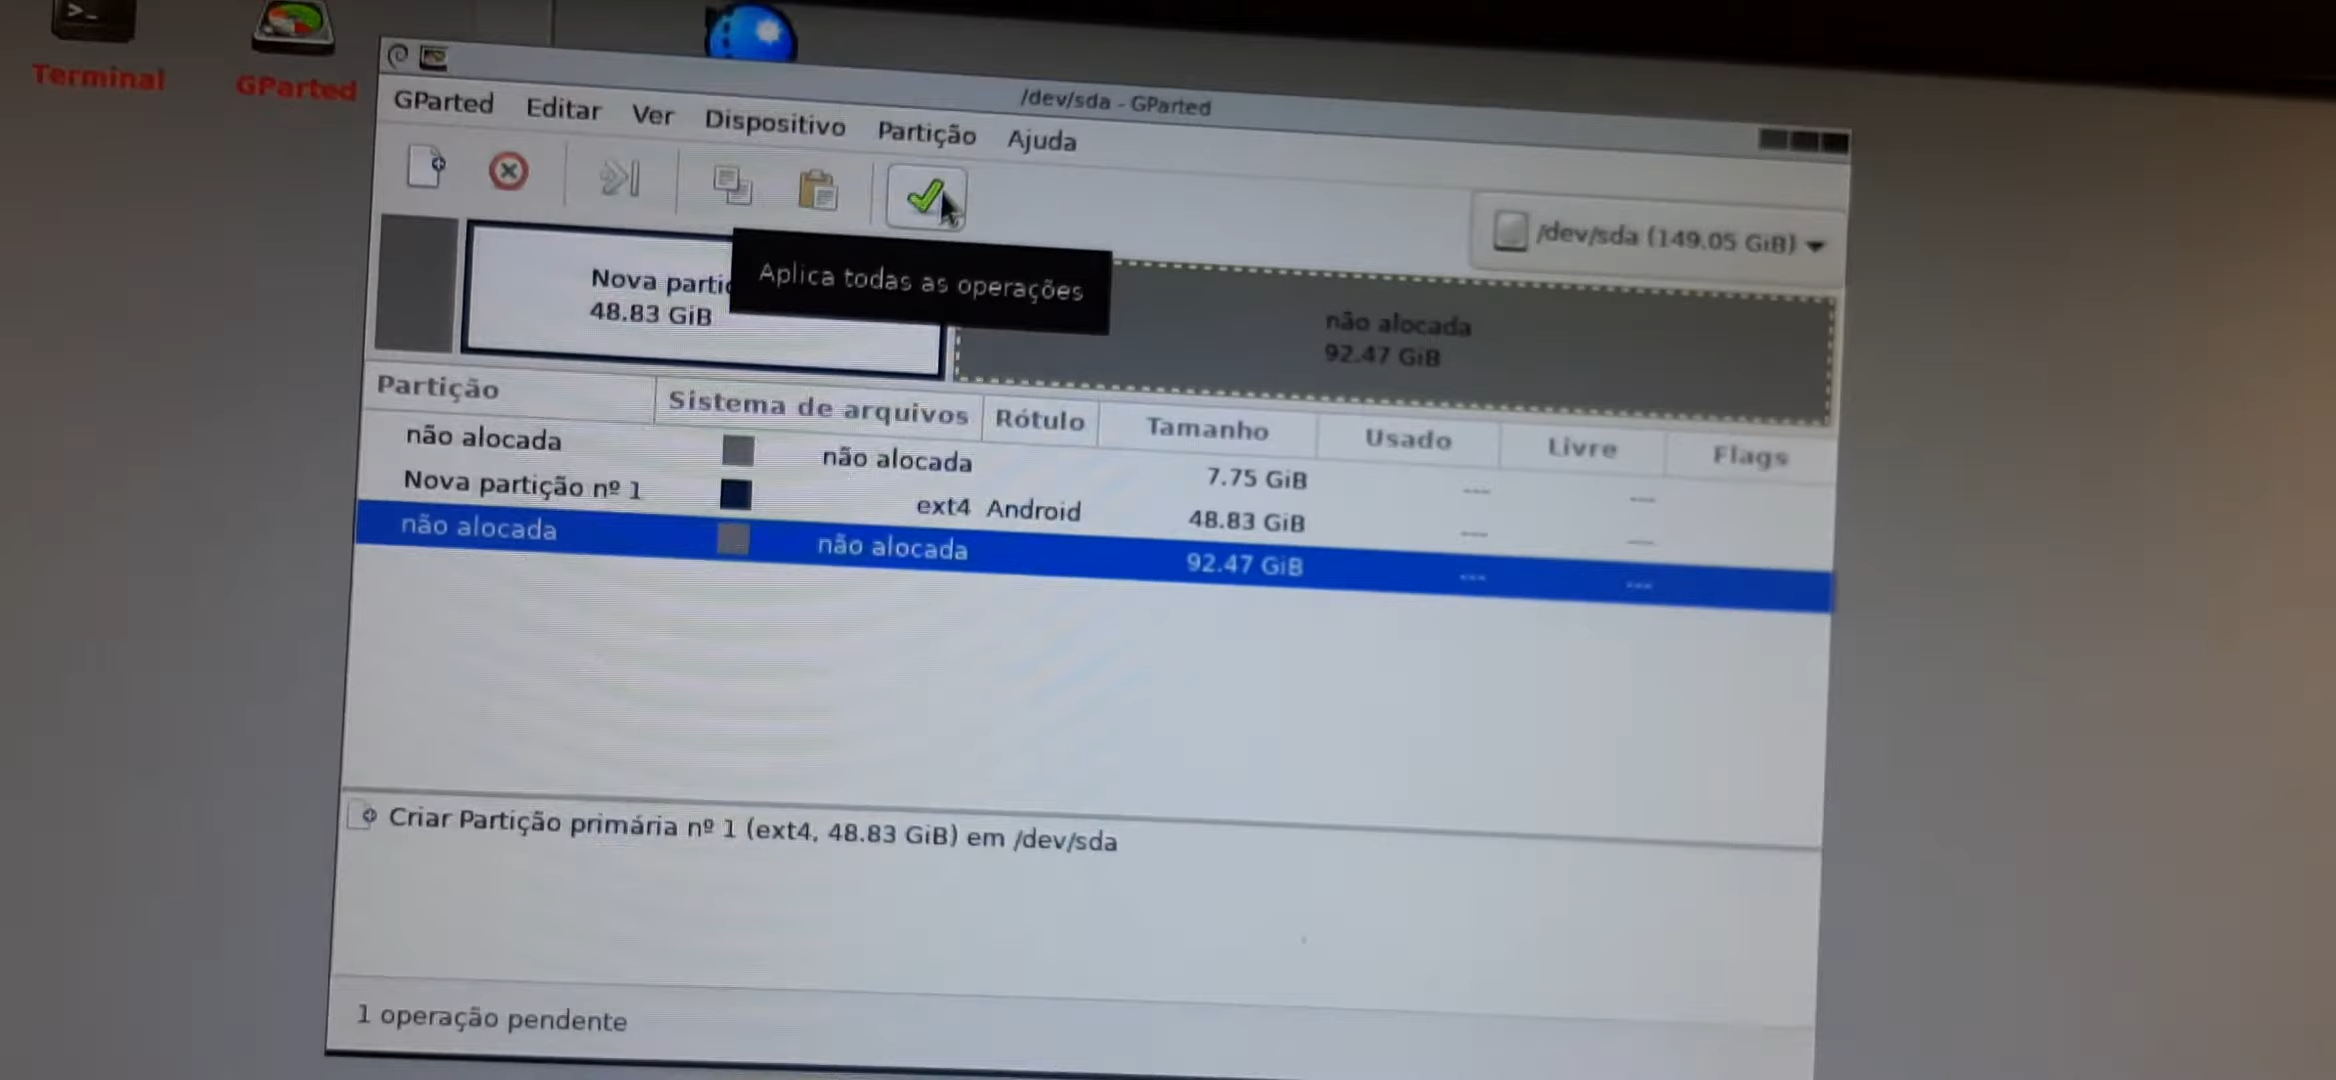 Terminal
GParted
/dev/sda - GParted
GParted Editar Ver Dispositivo Partição Ajuda
/dev/sda (149.05 GiB)
Aplica todas as operações
Nova partiç
48.83 GiB
não alocada
92.47 GiB
Partição Sistema de arquivos Rótulo Tamanho Usado Livre Flags
não alocada não alocada 7.75 GiB --- ---
Nova partição nº 1 ext4 Android 48.83 GiB --- ---
não alocada não alocada 92.47 GiB --- ---
Criar Partição primária nº 1 (ext4, 48.83 GiB) em /dev/sda
1 operação pendente